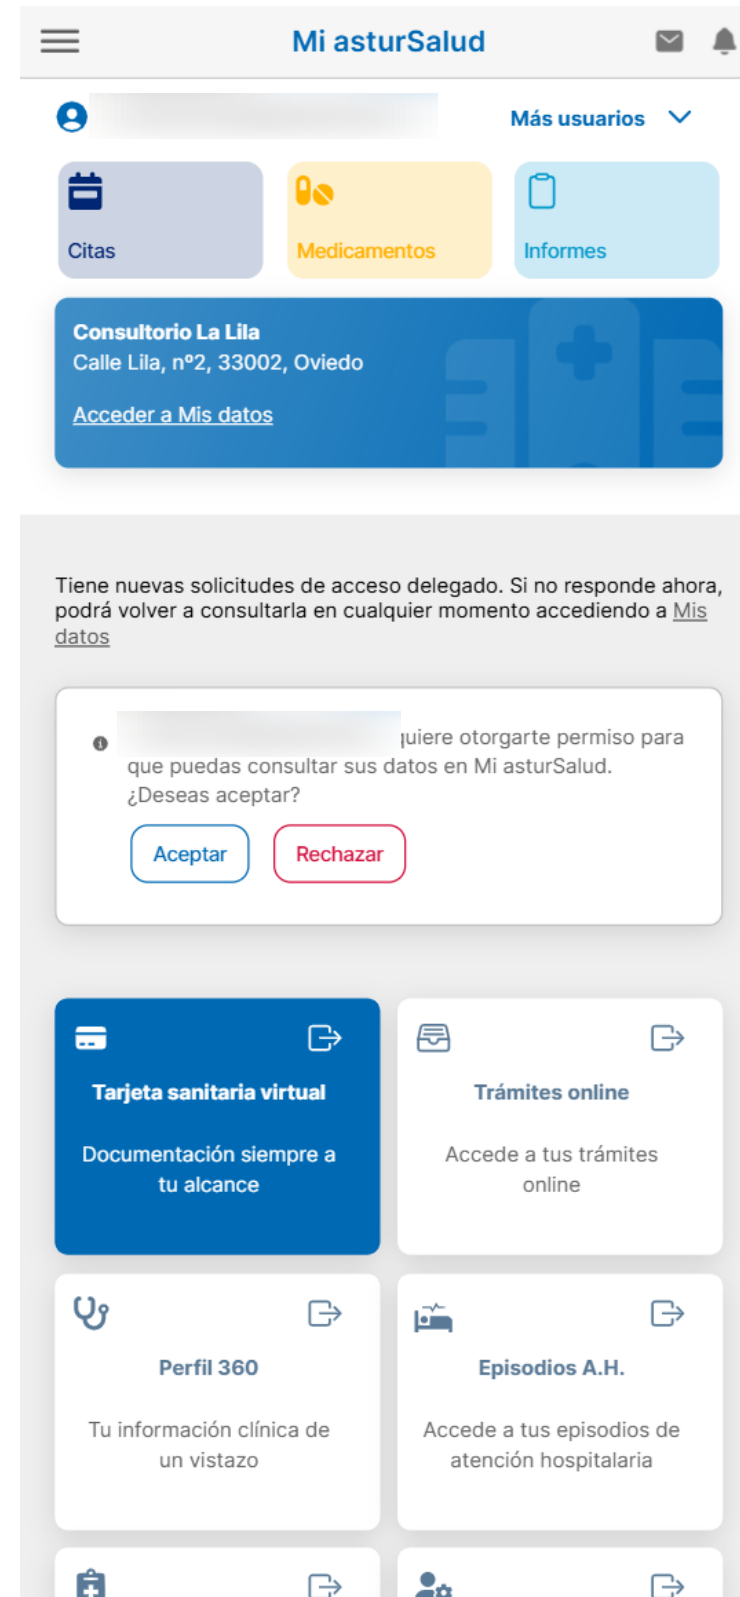 Mi asturSalud
Más usuarios
Citas
Medicamentos
Informes
Consultorio La Lila
Calle Lila, nº2, 33002, Oviedo
Acceder a Mis datos
Tiene nuevas solicitudes de acceso delegado. Si no responde ahora,
podrá volver a consultarla en cualquier momento accediendo a Mis
datos
quiere otorgarte permiso para
que puedas consultar sus datos en Mi asturSalud.
¿Deseas aceptar?
Aceptar
Rechazar
Tarjeta sanitaria virtual
Documentación siempre a
tu alcance
Trámites online
Accede a tus trámites
online
Perfil 360
Tu información clínica de
un vistazo
Episodios A.H.
Accede a tus episodios de
atención hospitalaria